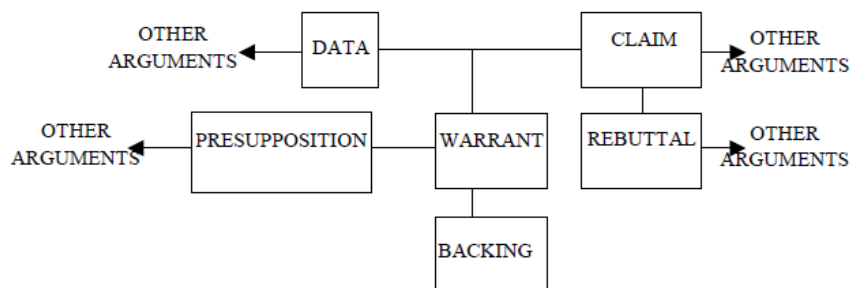 OTHER
ARGUMENTS
DATA
CLAIM
OTHER
ARGUMENTS
OTHER
ARGUMENTS
PRESUPPOSITION
WARRANT
REBUTTAL
OTHER
ARGUMENTS
BACKING